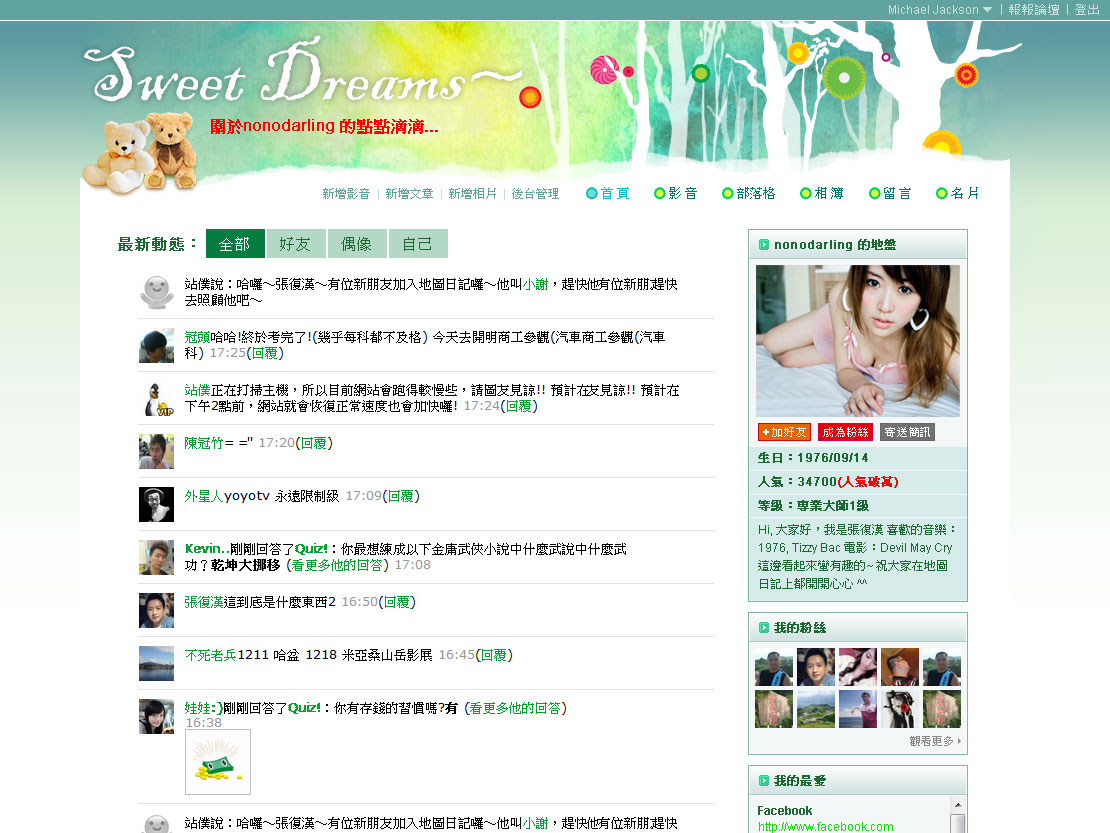 Michael Jackson | 報報論壇 | 登出
Sweet Dreams~
關於nonodarling 的點點滴滴...
新增影音 | 新增文章 | 新增相片 | 後台管理
首頁 影音 部落格 相簿 留言 名片
最新動態： 全部 好友 偶像 自己
站僕說：哈囉～張復漢～有位新朋友加入地圖日記囉～他叫小謝，趕快他有位新朋友趕快
去照顧他吧～
冠頭哈哈!終於考完了!(幾乎每科都不及格) 今天去開明商工參觀(汽車商工參觀(汽車
科) 17:25(回覆)
站僕正在打掃主機，所以目前網站會跑得較慢些，請圖友見諒!! 預計在友見諒!! 預計在
下午2點前，網站就會恢復正常速度也會加快囉! 17:24(回覆)
VIP
陳冠竹= =" 17:20(回覆)
外星人yoyotv 永遠限制級 17:09(回覆)
Kevin..剛剛回答了Quiz!：你最想練成以下金庸武俠小說中什麼武說中什麼武
功？乾坤大挪移 (看更多他的回答) 17:08
張復漢這到底是什麼東西2 16:50(回覆)
不死老兵1211 哈盆 1218 米亞桑山岳影展 16:45(回覆)
娃娃:}剛剛回答了Quiz!：你有存錢的習慣嗎?有 (看更多他的回答)
16:38
站僕說：哈囉～張復漢～有位新朋友加入地圖日記囉～他叫小謝，趕快他有位新朋友趕快
nonodarling 的地盤
+加好友 成為粉絲 寄送簡訊
生日：1976/09/14
人氣：34700(人氣破萬)
等級：專業大師1級
Hi, 大家好，我是張復漢 喜歡的音樂：
1976, Tizzy Bac 電影：Devil May Cry
這邊看起來蠻有趣的~ 祝大家在地圖
日記上都開開心心 ^^
我的粉絲
觀看更多
我的最愛
Facebook
http://www.facebook.com